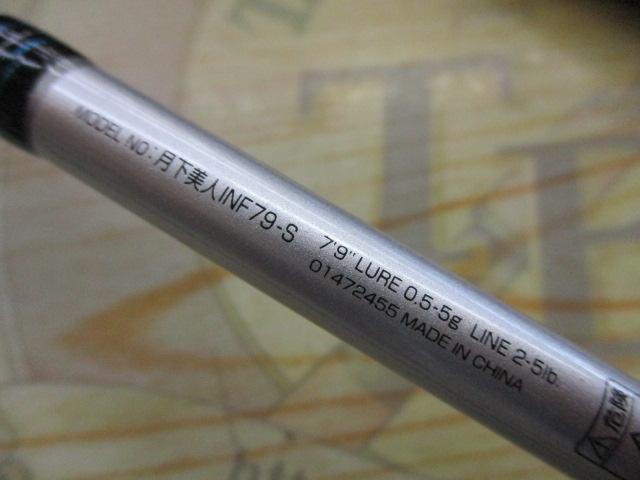 MODEL NO : 月下美人INF79-S 7'9" LURE 0.5-5g LINE 2-5lb.
01472455 MADE IN CHINA
危険